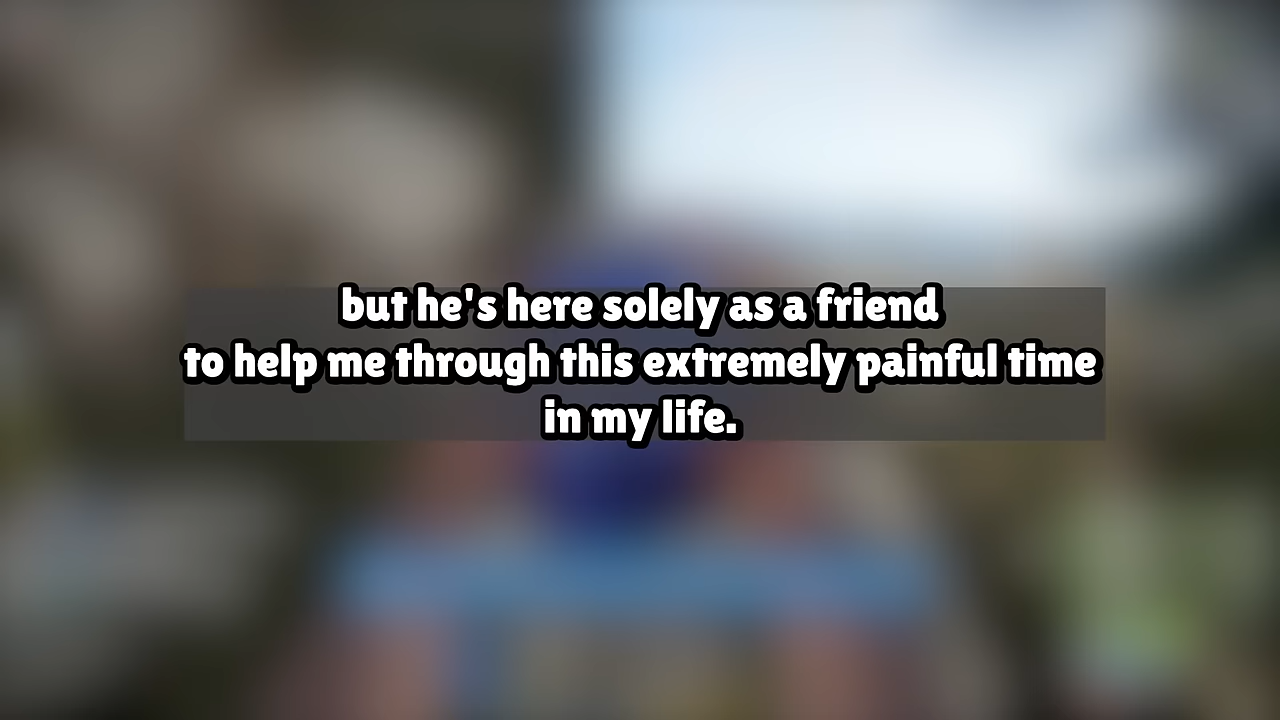 but he's here solely as a friend
to help me through this extremely painful time
in my life.